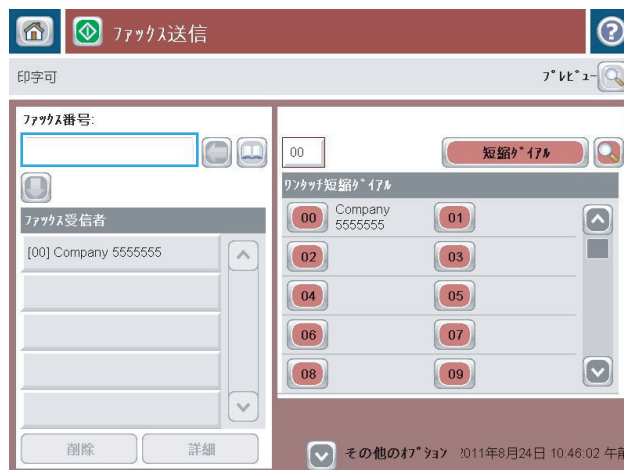 ファックス送信
印字可
プレビュー
ファックス番号:
00
短縮ダイアル
ワンタッチ短縮ダイアル
ファックス受信者
[00] Company 5555555
00 Company 5555555 01
02 03
04 05
06 07
08 09
削除 詳細
その他のオプション 2011年8月24日 10:46:02 午前